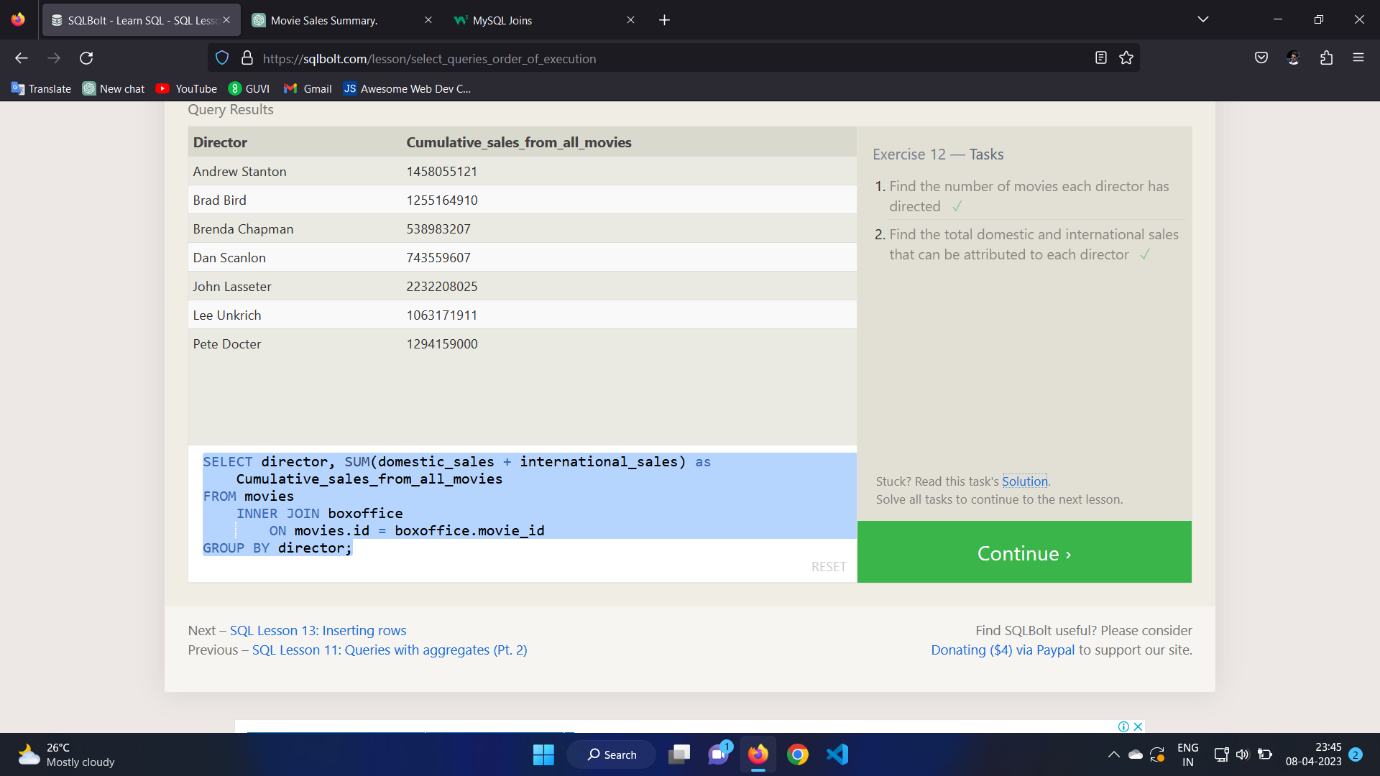 SQLBolt - Learn SQL - SQL Less
Movie Sales Summary.
MySQL Joins
https://sqlbolt.com/lesson/select_queries_order_of_execution
Translate
New chat
YouTube
GUVI
Gmail
JS Awesome Web Dev C...
Query Results
Director Cumulative_sales_from_all_movies
Andrew Stanton 1458055121
Brad Bird 1255164910
Brenda Chapman 538983207
Dan Scanlon 743559607
John Lasseter 2232208025
Lee Unkrich 1063171911
Pete Docter 1294159000
SELECT director, SUM(domestic_sales + international_sales) as
Cumulative_sales_from_all_movies
FROM movies
INNER JOIN boxoffice
ON movies.id = boxoffice.movie_id
GROUP BY director;
RESET
Exercise 12 — Tasks
1. Find the number of movies each director has
directed ✓
2. Find the total domestic and international sales
that can be attributed to each director ✓
Stuck? Read this task's Solution.
Solve all tasks to continue to the next lesson.
Continue ›
Next – SQL Lesson 13: Inserting rows
Previous – SQL Lesson 11: Queries with aggregates (Pt. 2)
Find SQLBolt useful? Please consider
Donating ($4) via Paypal to support our site.
26°C
Mostly cloudy
Search
1
ENG
IN
23:45
08-04-2023
2